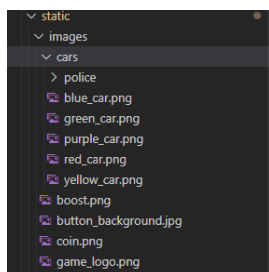 static
images
cars
police
blue_car.png
green_car.png
purple_car.png
red_car.png
yellow_car.png
boost.png
button_background.jpg
coin.png
game_logo.png